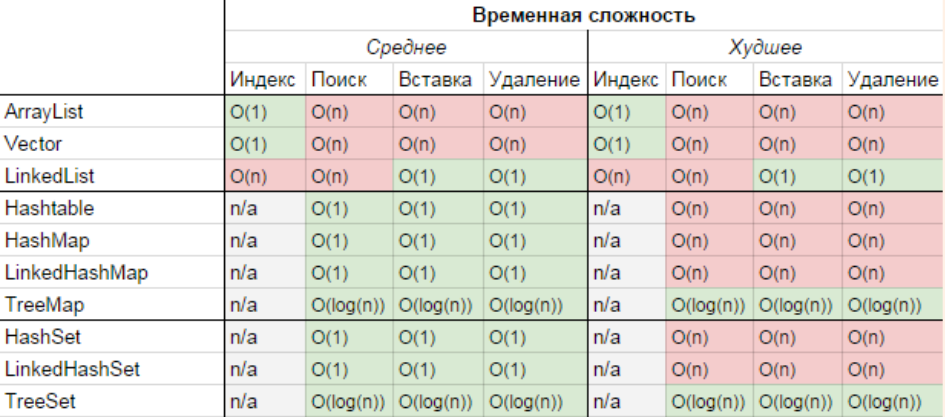 Временная сложность
Среднее Худшее
Индекс Поиск Вставка Удаление Индекс Поиск Вставка Удаление
ArrayList O(1) O(n) O(n) O(n) O(1) O(n) O(n) O(n)
Vector O(1) O(n) O(n) O(n) O(1) O(n) O(n) O(n)
LinkedList O(n) O(n) O(1) O(1) O(n) O(n) O(1) O(1)
Hashtable n/a O(1) O(1) O(1) n/a O(n) O(n) O(n)
HashMap n/a O(1) O(1) O(1) n/a O(n) O(n) O(n)
LinkedHashMap n/a O(1) O(1) O(1) n/a O(n) O(n) O(n)
TreeMap n/a O(log(n)) O(log(n)) O(log(n)) n/a O(log(n)) O(log(n)) O(log(n))
HashSet n/a O(1) O(1) O(1) n/a O(n) O(n) O(n)
LinkedHashSet n/a O(1) O(1) O(1) n/a O(n) O(n) O(n)
TreeSet n/a O(log(n)) O(log(n)) O(log(n)) n/a O(log(n)) O(log(n)) O(log(n))